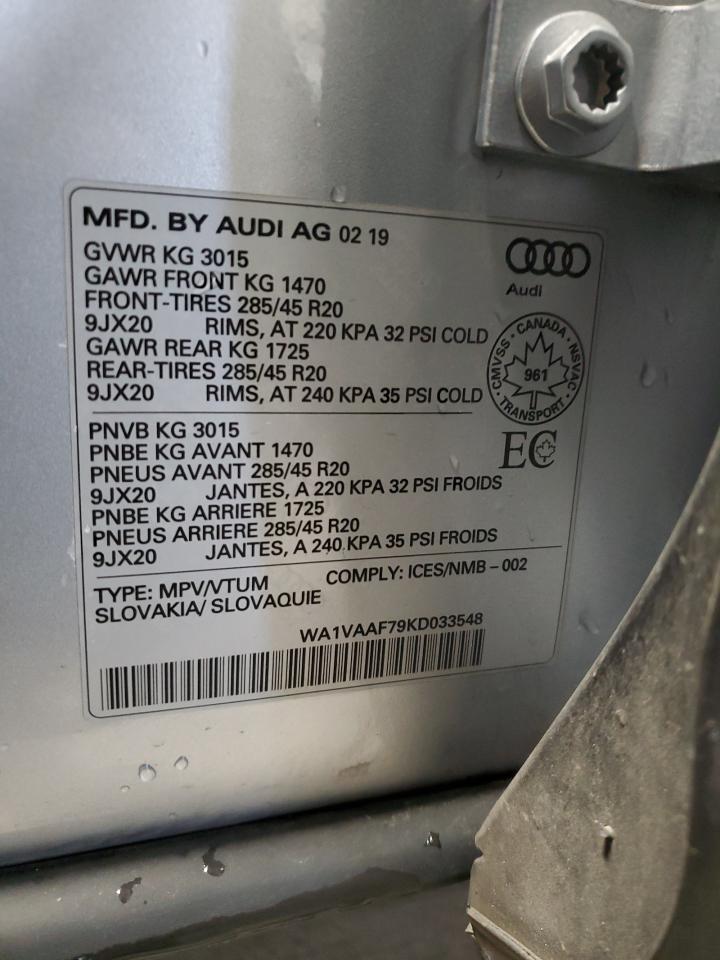 MFD. BY AUDI AG 02 19
GVWR KG 3015
GAWR FRONT KG 1470
FRONT-TIRES 285/45 R20
9JX20 RIMS, AT 220 KPA 32 PSI COLD
GAWR REAR KG 1725
REAR-TIRES 285/45 R20
9JX20 RIMS, AT 240 KPA 35 PSI COLD
Audi
CMVSS · CANADA · NSVAC · TRANSPORT
961
PNVB KG 3015
PNBE KG AVANT 1470
PNEUS AVANT 285/45 R20
9JX20 JANTES, A 220 KPA 32 PSI FROIDS
PNBE KG ARRIERE 1725
PNEUS ARRIERE 285/45 R20
9JX20 JANTES, A 240 KPA 35 PSI FROIDS
EC
TYPE: MPV/VTUM COMPLY: ICES/NMB – 002
SLOVAKIA/ SLOVAQUIE
WA1VAAF79KD033548